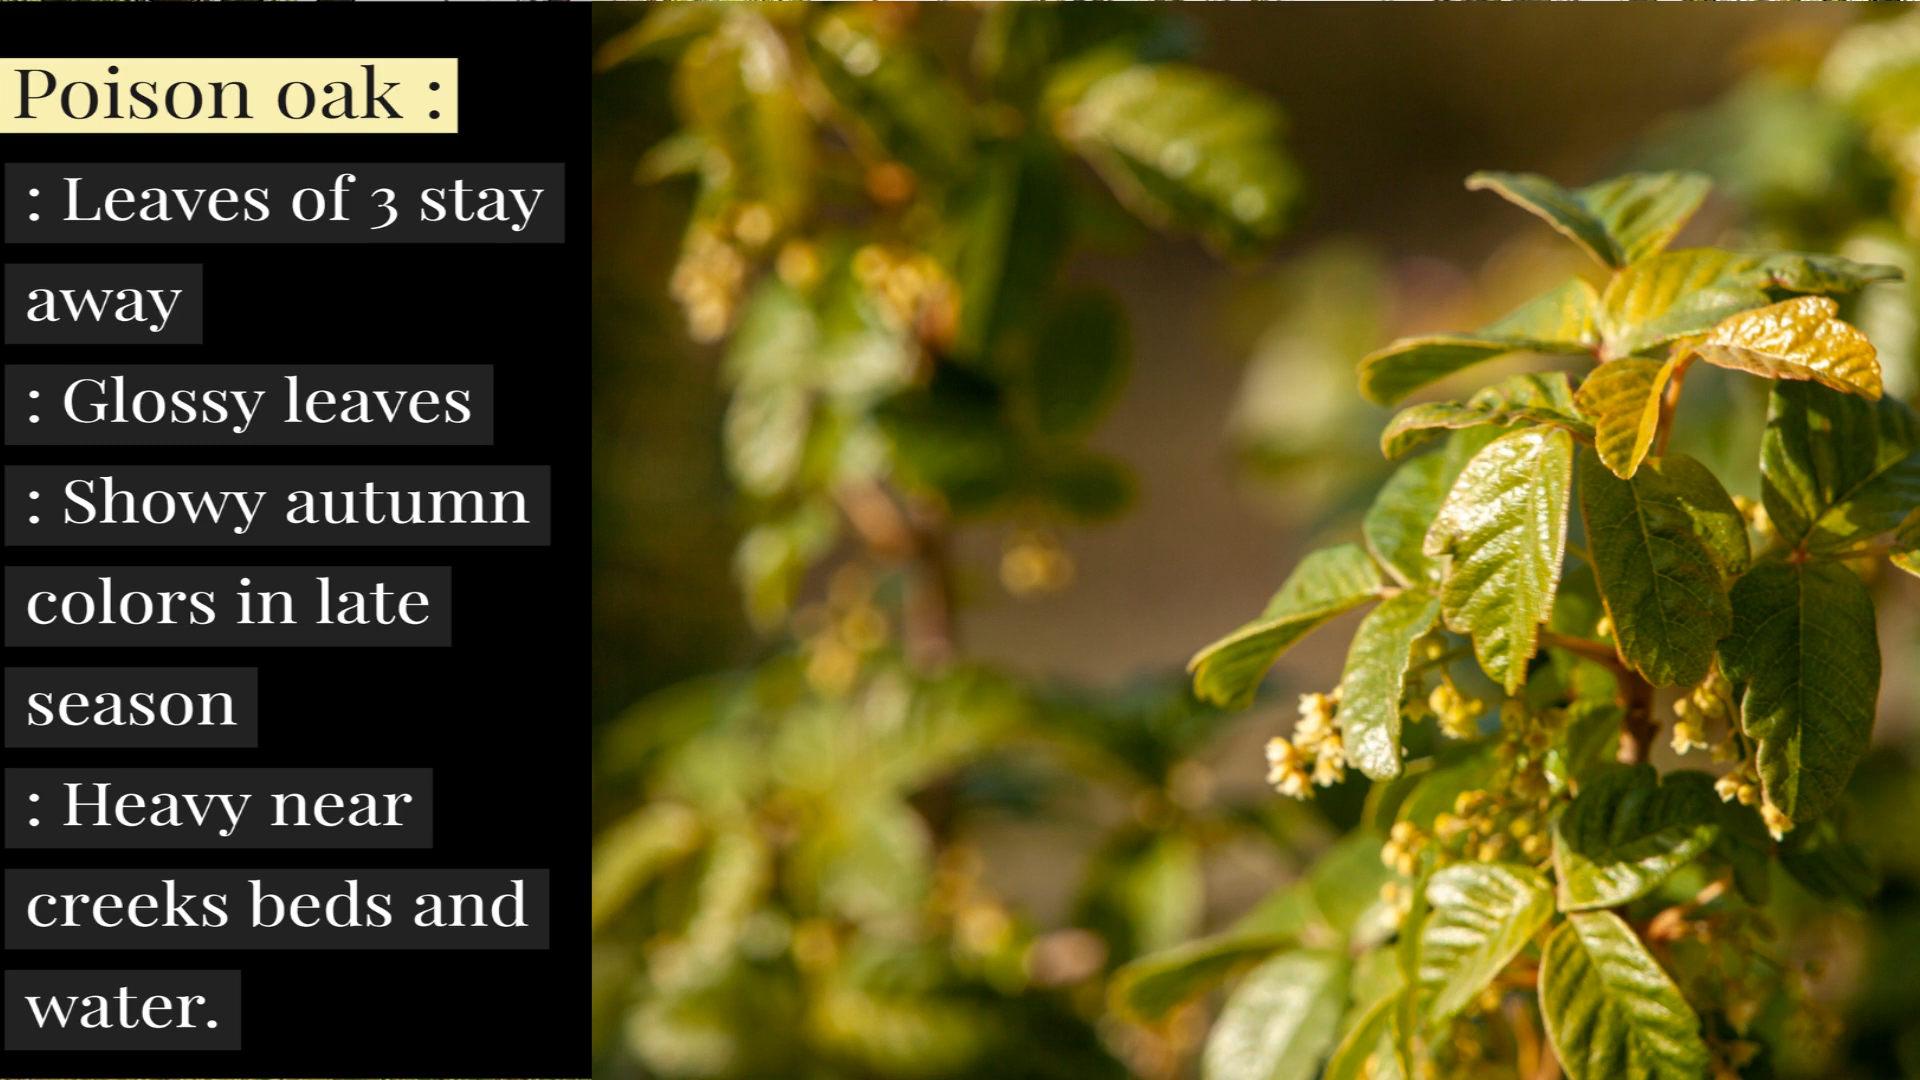 Poison oak :
: Leaves of 3 stay
away
: Glossy leaves
: Showy autumn
colors in late
season
: Heavy near
creeks beds and
water.